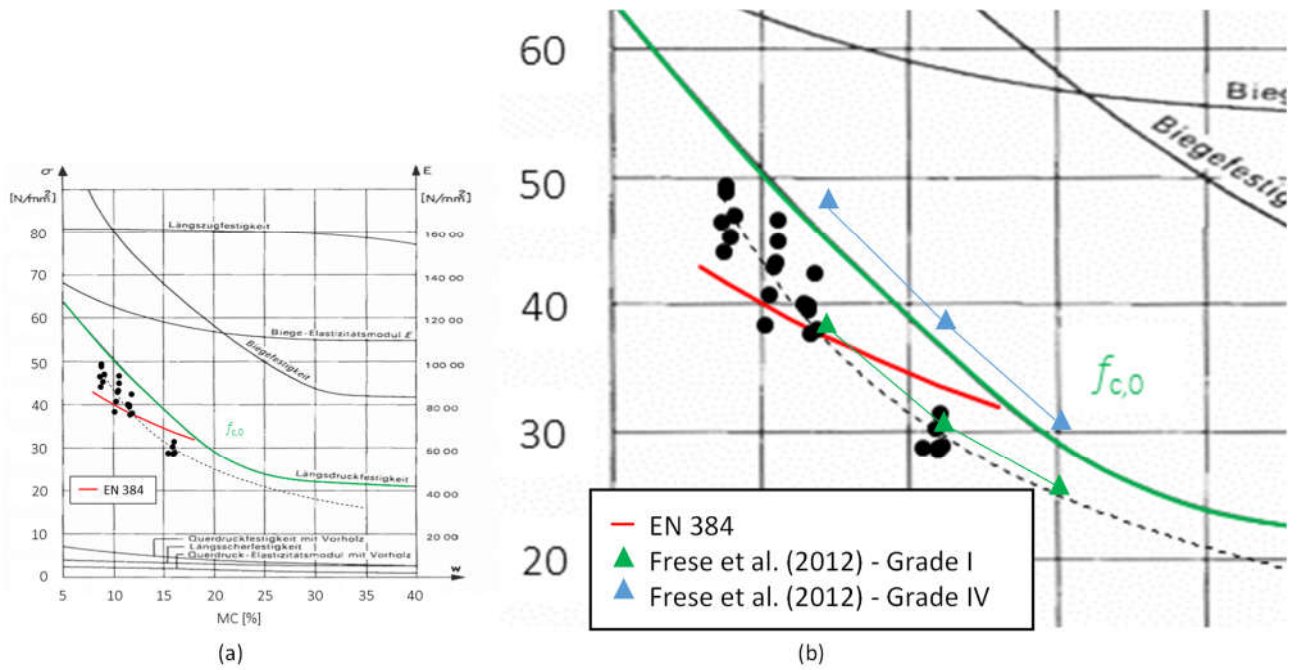 σ
[N/mm²]
E
[N/mm²]
80
70
60
50
40
30
20
10
0
160 00
140 00
120 00
100 00
80 00
60 00
40 00
20 00
Längszugfestigkeit
Biege-Elastizitätsmodul E
Biegefestigkeit
f c,0
Längsdruckfestigkeit
EN 384
Querdruckfestigkeit mit Vorholz
Längsscherfestigkeit
Querdruck-Elastizitätsmodul mit Vorholz
w
5 10 15 20 25 30 35 40
MC [%]
(a)
60
50
40
30
20
Bieg
Biegefestig
f c,0
EN 384
Frese et al. (2012) - Grade I
Frese et al. (2012) - Grade IV
(b)